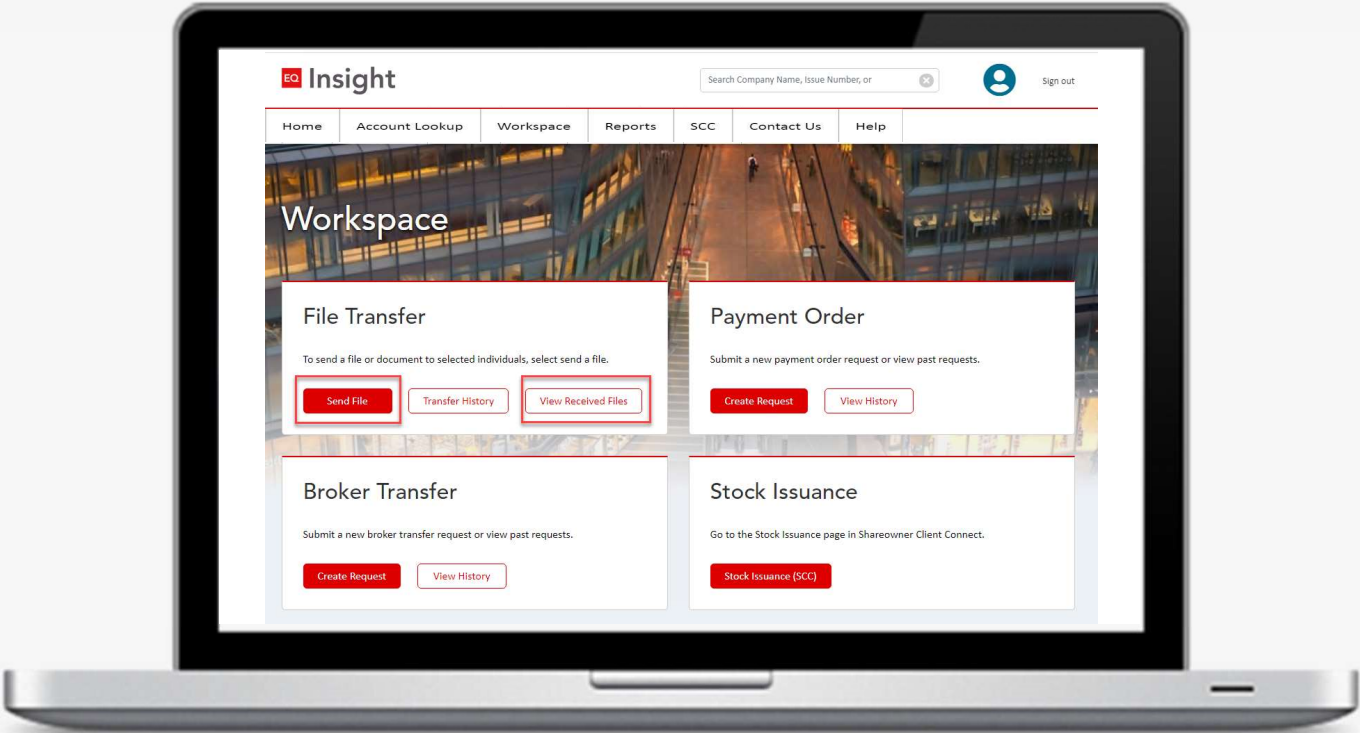 EQ Insight
Search Company Name, Issue Number, or
Sign out
Home Account Lookup Workspace Reports SCC Contact Us Help
Workspace
File Transfer
To send a file or document to selected individuals, select send a file.
Send File Transfer History View Received Files
Payment Order
Submit a new payment order request or view past requests.
Create Request View History
Broker Transfer
Submit a new broker transfer request or view past requests.
Create Request View History
Stock Issuance
Go to the Stock Issuance page in Shareowner Client Connect.
Stock Issuance (SCC)